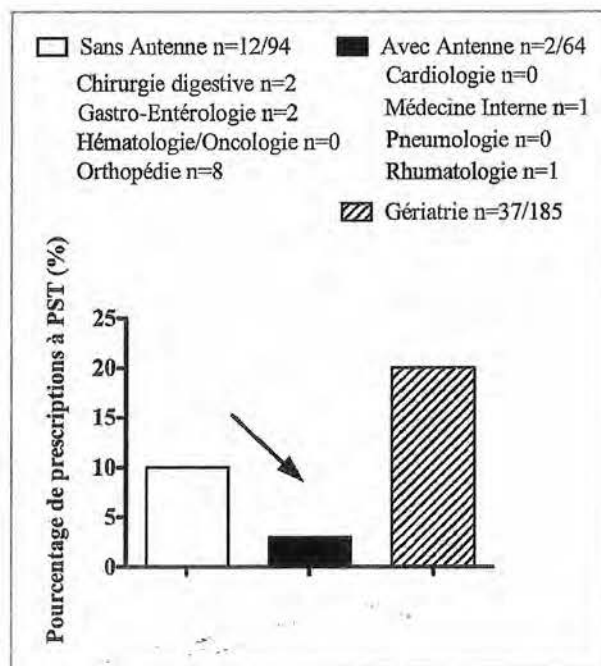 Sans Antenne n=12/94
Chirurgie digestive n=2
Gastro-Entérologie n=2
Hématologie/Oncologie n=0
Orthopédie n=8
Avec Antenne n=2/64
Cardiologie n=0
Médecine Interne n=1
Pneumologie n=0
Rhumatologie n=1
Gériatrie n=37/185
Pourcentage de prescriptions à PST (%)
25
20
15
10
5
0